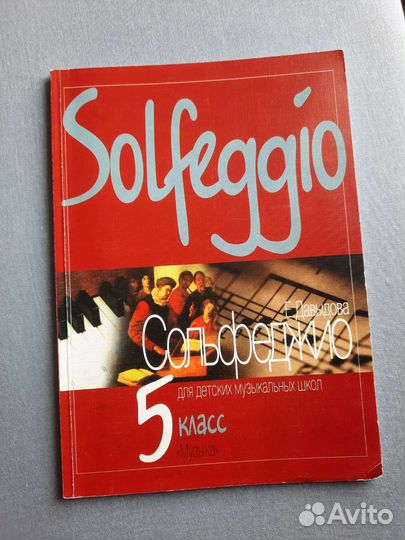 Solfeggio
Е. Давыдова
Сольфеджио
для детских музыкальных школ
5 класс
«Музыка»
Avito